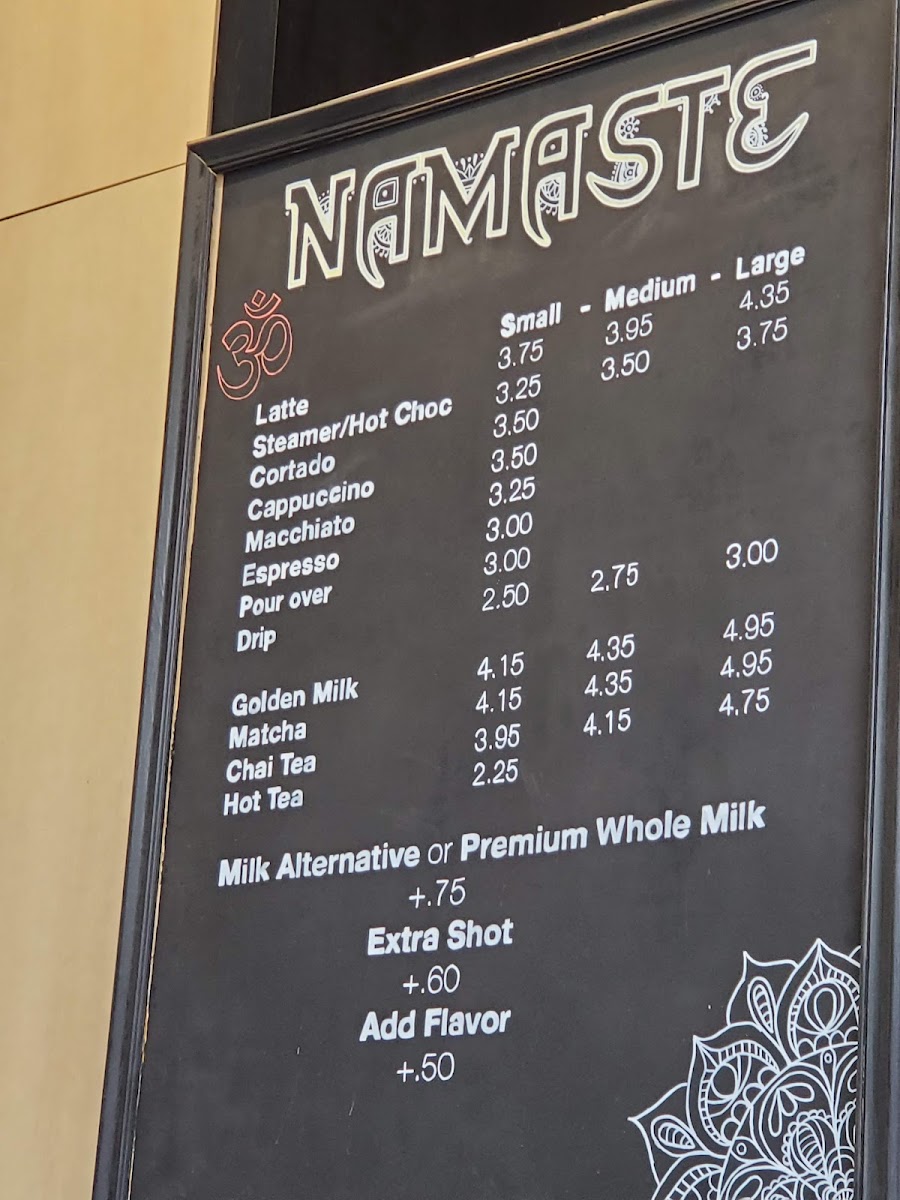 NAMASTE
ॐ
Small - Medium - Large
Latte 3.75 3.95 4.35
Steamer/Hot Choc 3.25 3.50 3.75
Cortado 3.50
Cappuccino 3.50
Macchiato 3.25
Espresso 3.00
Pour over 3.00
Drip 2.50 2.75 3.00
Golden Milk 4.15 4.35 4.95
Matcha 4.15 4.35 4.95
Chai Tea 3.95 4.15 4.75
Hot Tea 2.25
Milk Alternative or Premium Whole Milk
+.75
Extra Shot
+.60
Add Flavor
+.50